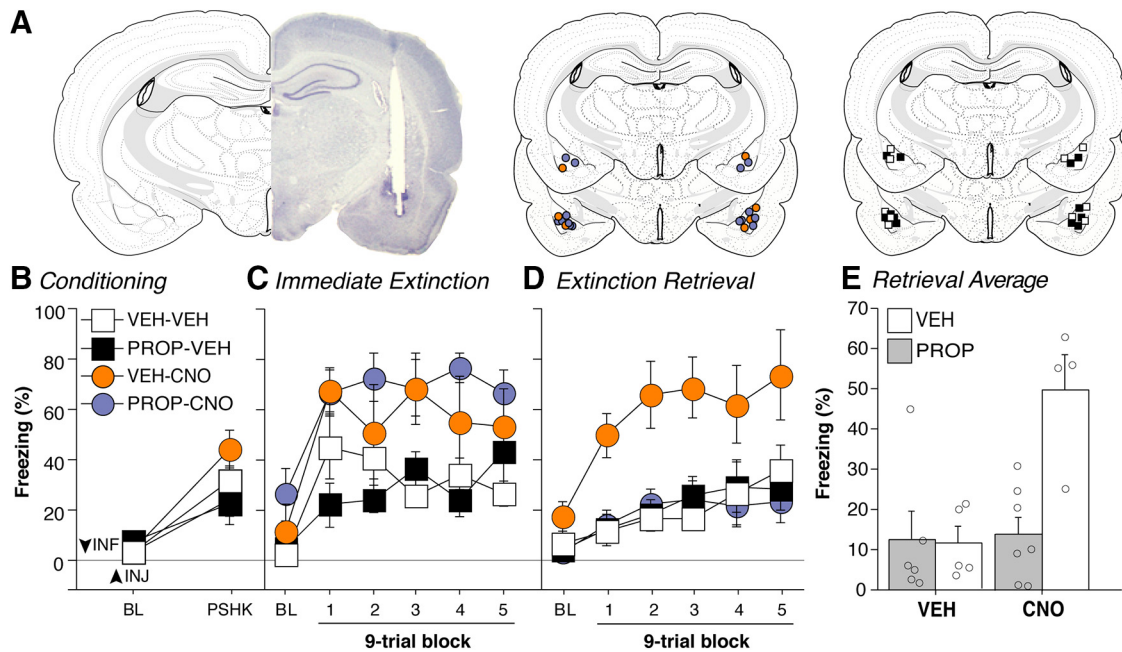 A
B Conditioning
C Immediate Extinction
D Extinction Retrieval
E Retrieval Average
Freezing (%)
100
80
60
40
20
0
VEH-VEH
PROP-VEH
VEH-CNO
PROP-CNO
INF
INJ
BL PSHK
BL 1 2 3 4 5
9-trial block
BL 1 2 3 4 5
9-trial block
Freezing (%)
70
60
50
40
30
20
10
0
VEH
PROP
VEH CNO